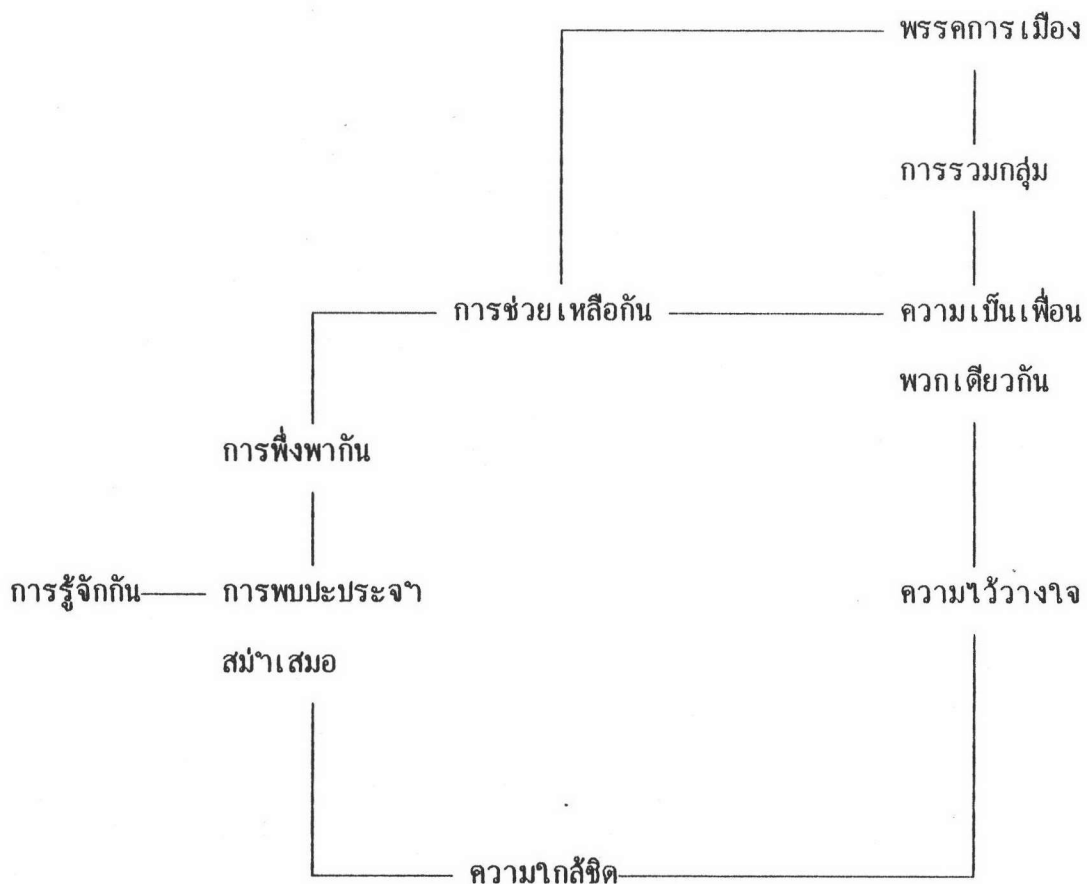 พรรคการเมือง
การรวมกลุ่ม
การช่วยเหลือกัน
ความเป็นเพื่อน
พวกเดียวกัน
การพึ่งพากัน
การรู้จักกัน
การพบปะประจำ
สม่ำเสมอ
ความไว้วางใจ
ความใกล้ชิด